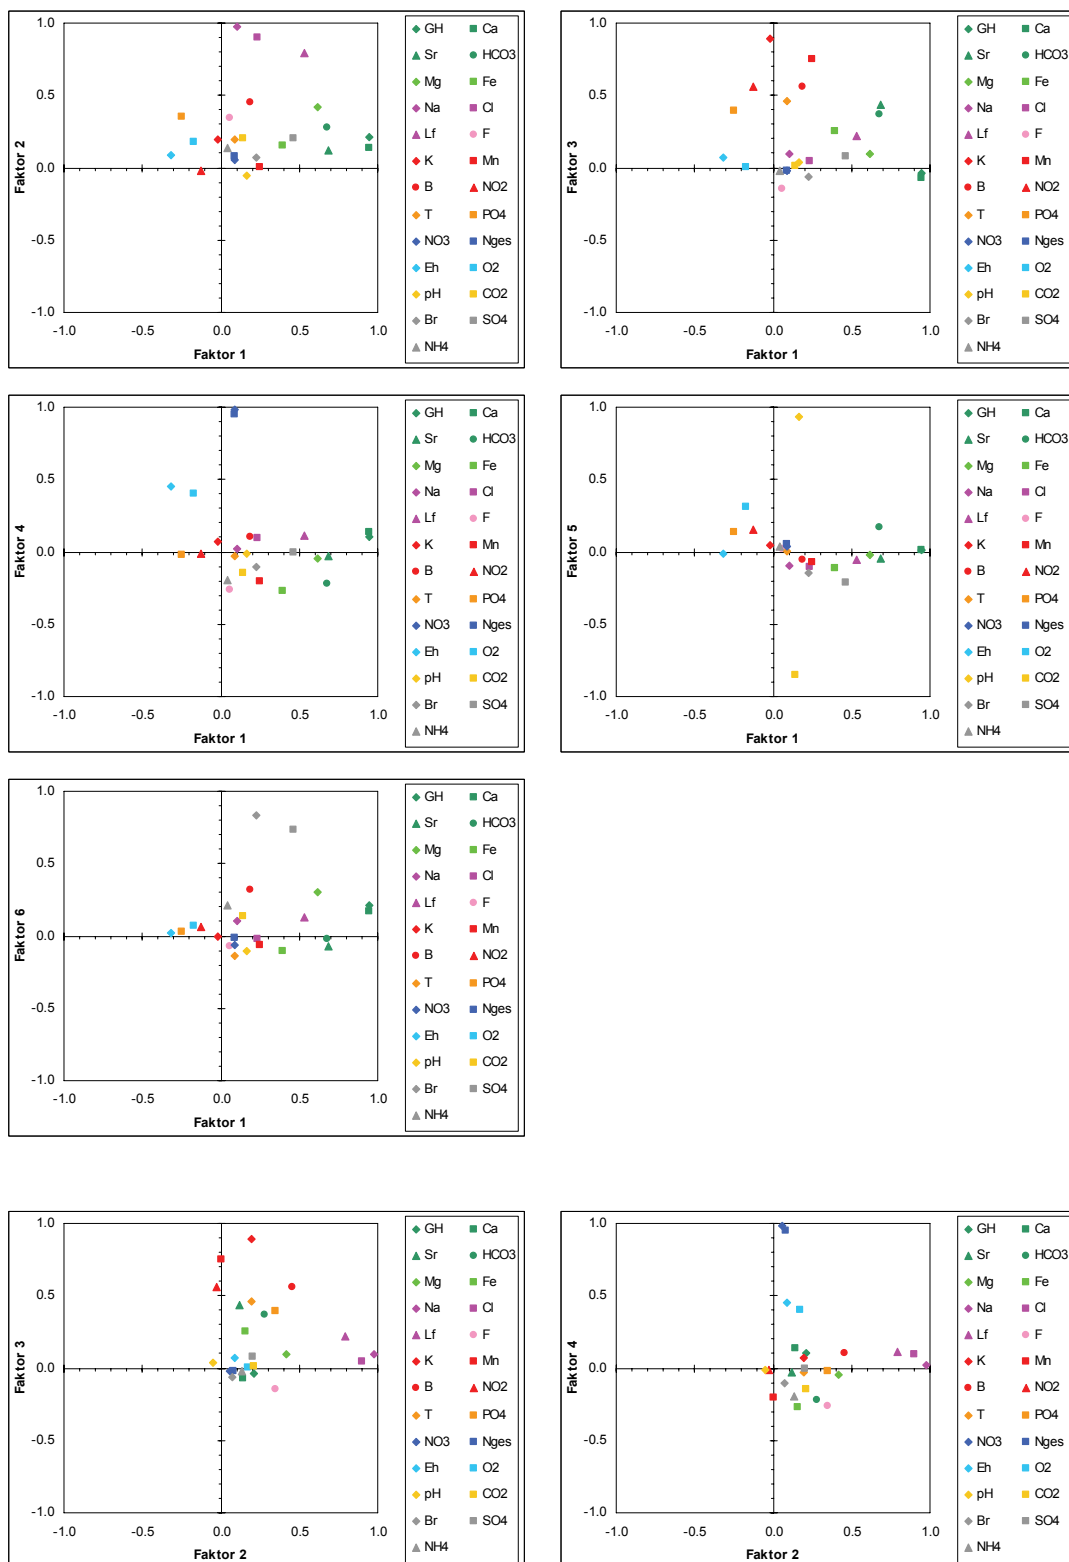 1.0
0.5
0.0
-0.5
-1.0
-1.0 -0.5 0.0 0.5 1.0
Faktor 2
Faktor 1
GH Ca
Sr HCO3
Mg Fe
Na Cl
Lf F
K Mn
B NO2
T PO4
NO3 Nges
Eh O2
pH CO2
Br SO4
NH4
1.0
0.5
0.0
-0.5
-1.0
-1.0 -0.5 0.0 0.5 1.0
Faktor 3
Faktor 1
GH Ca
Sr HCO3
Mg Fe
Na Cl
Lf F
K Mn
B NO2
T PO4
NO3 Nges
Eh O2
pH CO2
Br SO4
NH4
1.0
0.5
0.0
-0.5
-1.0
-1.0 -0.5 0.0 0.5 1.0
Faktor 4
Faktor 1
GH Ca
Sr HCO3
Mg Fe
Na Cl
Lf F
K Mn
B NO2
T PO4
NO3 Nges
Eh O2
pH CO2
Br SO4
NH4
1.0
0.5
0.0
-0.5
-1.0
-1.0 -0.5 0.0 0.5 1.0
Faktor 5
Faktor 1
GH Ca
Sr HCO3
Mg Fe
Na Cl
Lf F
K Mn
B NO2
T PO4
NO3 Nges
Eh O2
pH CO2
Br SO4
NH4
1.0
0.5
0.0
-0.5
-1.0
-1.0 -0.5 0.0 0.5 1.0
Faktor 6
Faktor 1
GH Ca
Sr HCO3
Mg Fe
Na Cl
Lf F
K Mn
B NO2
T PO4
NO3 Nges
Eh O2
pH CO2
Br SO4
NH4
1.0
0.5
0.0
-0.5
-1.0
-1.0 -0.5 0.0 0.5 1.0
Faktor 3
Faktor 2
GH Ca
Sr HCO3
Mg Fe
Na Cl
Lf F
K Mn
B NO2
T PO4
NO3 Nges
Eh O2
pH CO2
Br SO4
NH4
1.0
0.5
0.0
-0.5
-1.0
-1.0 -0.5 0.0 0.5 1.0
Faktor 4
Faktor 2
GH Ca
Sr HCO3
Mg Fe
Na Cl
Lf F
K Mn
B NO2
T PO4
NO3 Nges
Eh O2
pH CO2
Br SO4
NH4